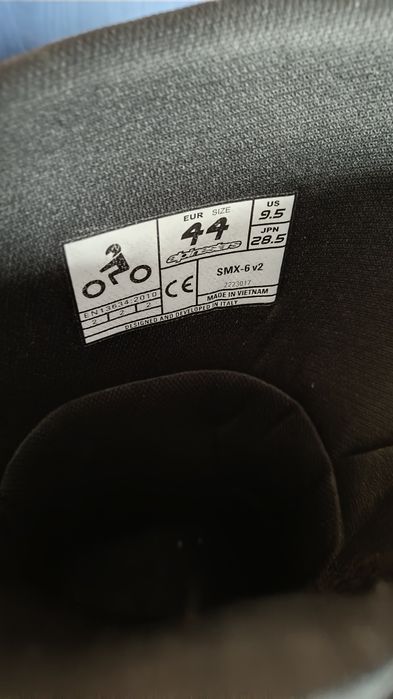 EUR SIZE
44
alpinestars
US
9.5
JPN
28.5
EN13634:2010
2 2 2
CE
SMX-6 v2
2223017
MADE IN VIETNAM
DESIGNED AND DEVELOPED IN ITALY